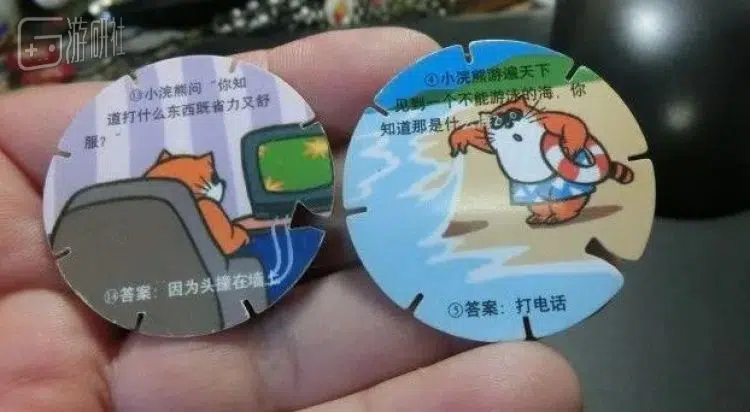 游研社
⑬小浣熊问“你知
道打什么东西既省力又舒
服？”
⑭答案：因为头撞在墙上
④小浣熊游遍天下
见到一个不能游泳的海，你
知道那是什
⑤答案：打电话